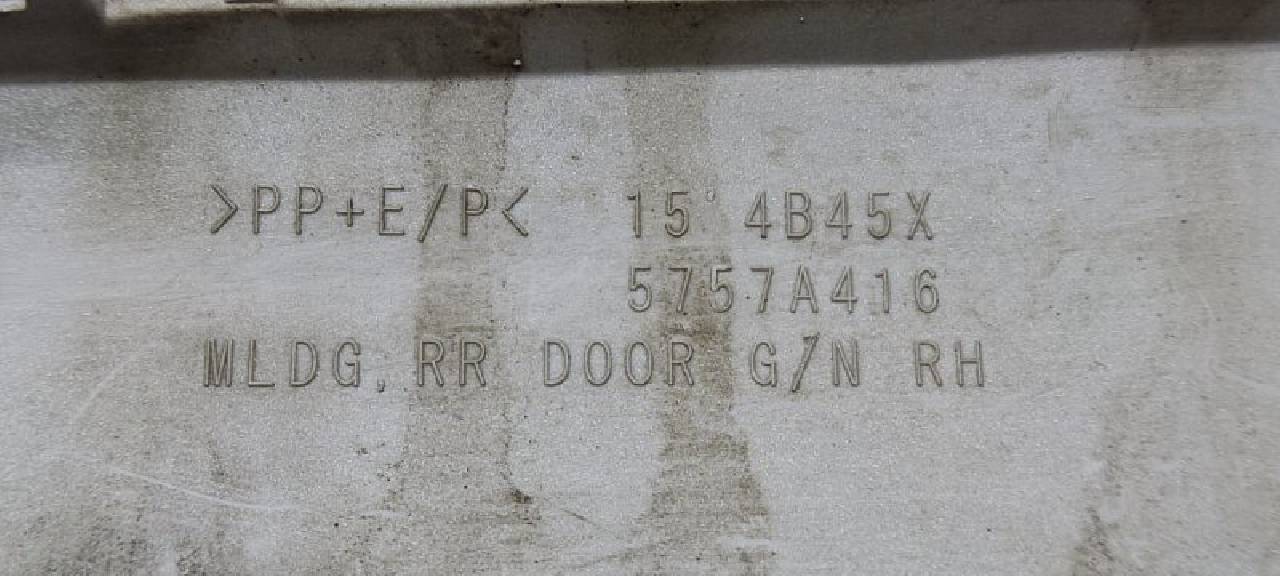 >PP+E/P< 15' 4B45X
5757A416
MLDG, RR DOOR G/N RH